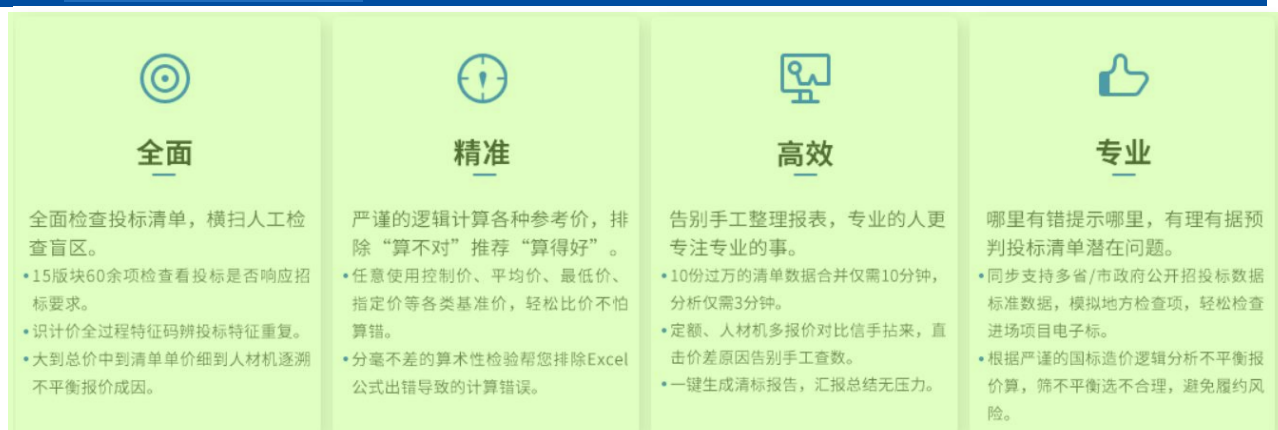 全面
全面检查投标清单，横扫人工检
查盲区。
•15版块60余项检查看投标是否响应招
标要求。
•识计价全过程特征码辨投标特征重复。
•大到总价中到清单单价细到人材机逐溯
不平衡报价成因。
精准
严谨的逻辑计算各种参考价，排
除“算不对”推荐“算得好”。
•任意使用控制价、平均价、最低价、
指定价等各类基准价，轻松比价不怕
算错。
•分毫不差的算术性检验帮您排除Excel
公式出错导致的计算错误。
高效
告别手工整理报表，专业的人更
专注专业的事。
•10份过万的清单数据合并仅需10分钟，
分析仅需3分钟。
•定额、人材机多报价对比信手拈来，直
击价差原因告别手工查数。
•一键生成清标报告，汇报总结无压力。
专业
哪里有错提示哪里，有理有据预
判投标清单潜在问题。
•同步支持多省/市政府公开招投标数据
标准数据，模拟地方检查项，轻松检查
进场项目电子标。
•根据严谨的国标造价逻辑分析不平衡报
价算，筛不平衡选不合理，避免履约风
险。